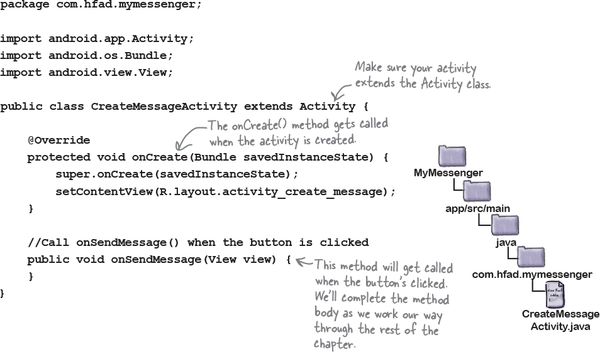 package com.hfad.mymessenger;
import android.app.Activity;
import android.os.Bundle;
import android.view.View;
Make sure your activity
extends the Activity class.
public class CreateMessageActivity extends Activity {
The onCreate() method gets called
when the activity is created.
@Override
protected void onCreate(Bundle savedInstanceState) {
super.onCreate(savedInstanceState);
setContentView(R.layout.activity_create_message);
}
//Call onSendMessage() when the button is clicked
public void onSendMessage(View view) {
}
}
This method will get called
when the button's clicked.
We'll complete the method
body as we work our way
through the rest of the
chapter.
MyMessenger
app/src/main
java
com.hfad.mymessenger
CreateMessage
Activity.java